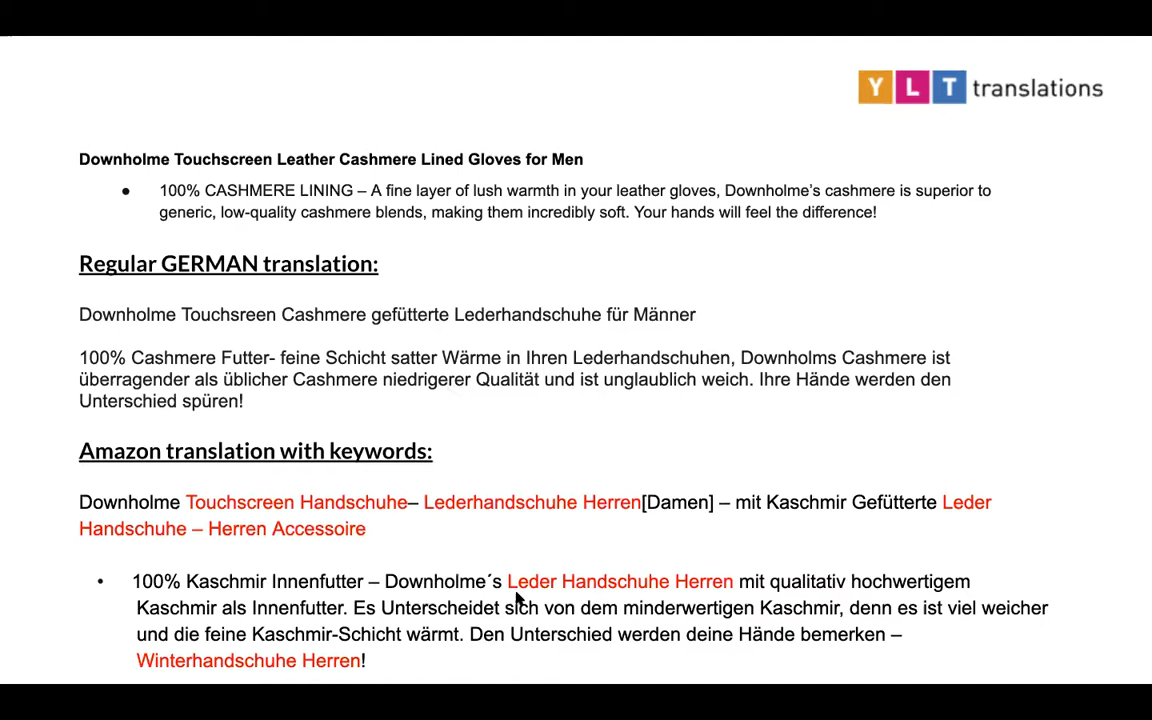 Y L T translations
Downholme Touchscreen Leather Cashmere Lined Gloves for Men
● 100% CASHMERE LINING – A fine layer of lush warmth in your leather gloves, Downholme’s cashmere is superior to
generic, low-quality cashmere blends, making them incredibly soft. Your hands will feel the difference!
Regular GERMAN translation:
Downholme Touchsreen Cashmere gefütterte Lederhandschuhe für Männer
100% Cashmere Futter- feine Schicht satter Wärme in Ihren Lederhandschuhen, Downholms Cashmere ist
überragender als üblicher Cashmere niedrigerer Qualität und ist unglaublich weich. Ihre Hände werden den
Unterschied spüren!
Amazon translation with keywords:
Downholme Touchscreen Handschuhe– Lederhandschuhe Herren[Damen] – mit Kaschmir Gefütterte Leder
Handschuhe – Herren Accessoire
• 100% Kaschmir Innenfutter – Downholme´s Leder Handschuhe Herren mit qualitativ hochwertigem
Kaschmir als Innenfutter. Es Unterscheidet sich von dem minderwertigen Kaschmir, denn es ist viel weicher
und die feine Kaschmir-Schicht wärmt. Den Unterschied werden deine Hände bemerken –
Winterhandschuhe Herren!